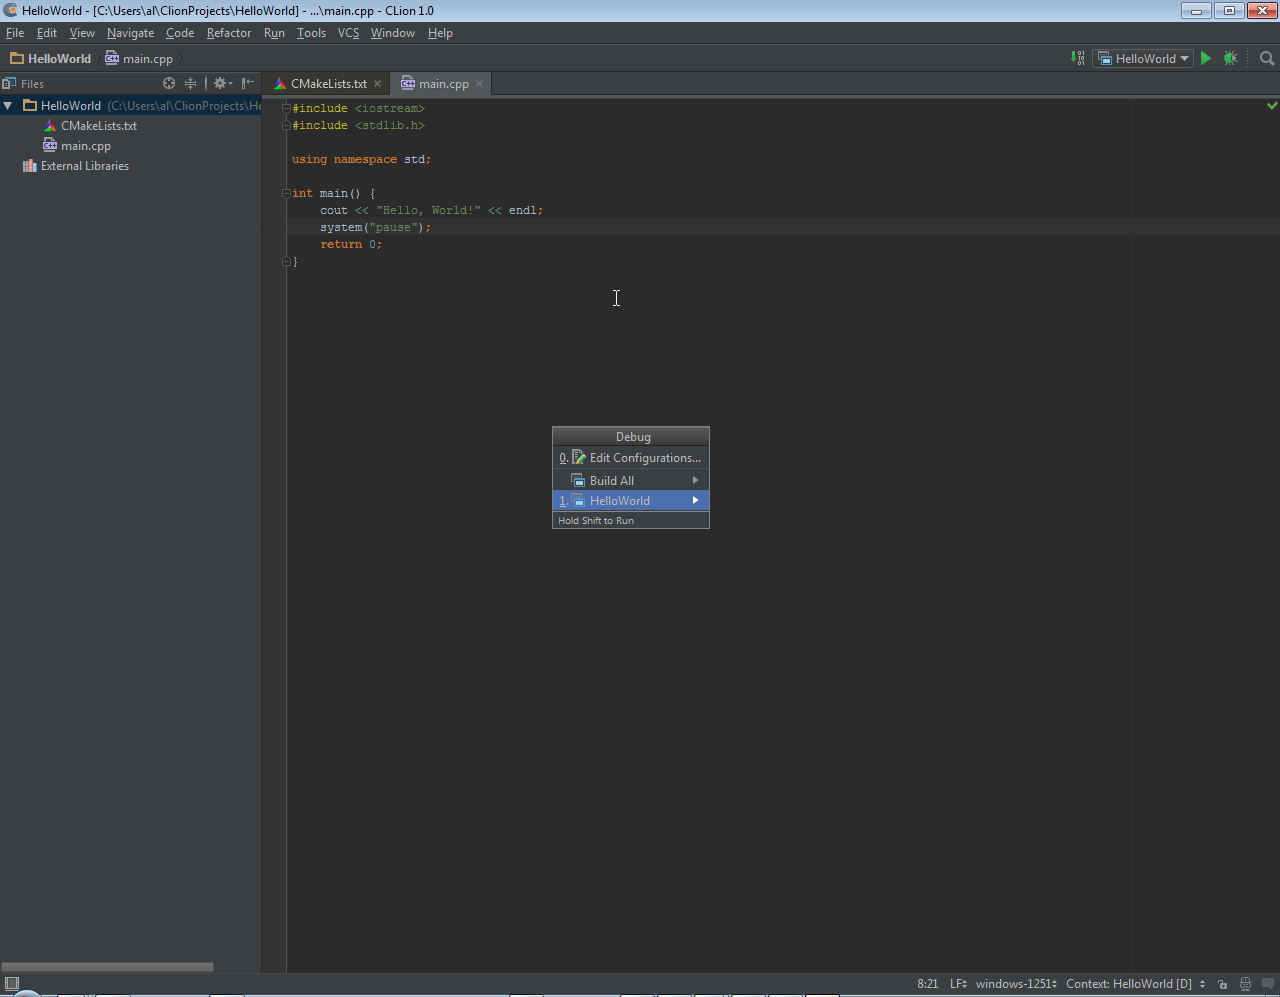 HelloWorld - [C:\Users\al\ClionProjects\HelloWorld] - ...\main.cpp - CLion 1.0
File Edit View Navigate Code Refactor Run Tools VCS Window Help
HelloWorld main.cpp HelloWorld
Files CMakeLists.txt main.cpp
HelloWorld (C:\Users\al\ClionProjects\He
CMakeLists.txt
main.cpp
External Libraries
#include <iostream>
#include <stdlib.h>
using namespace std;
int main() {
cout << "Hello, World!" << endl;
system("pause");
return 0;
}
Debug
0. Edit Configurations...
Build All
1. HelloWorld
Hold Shift to Run
8:21 LF windows-1251 Context: HelloWorld [D]